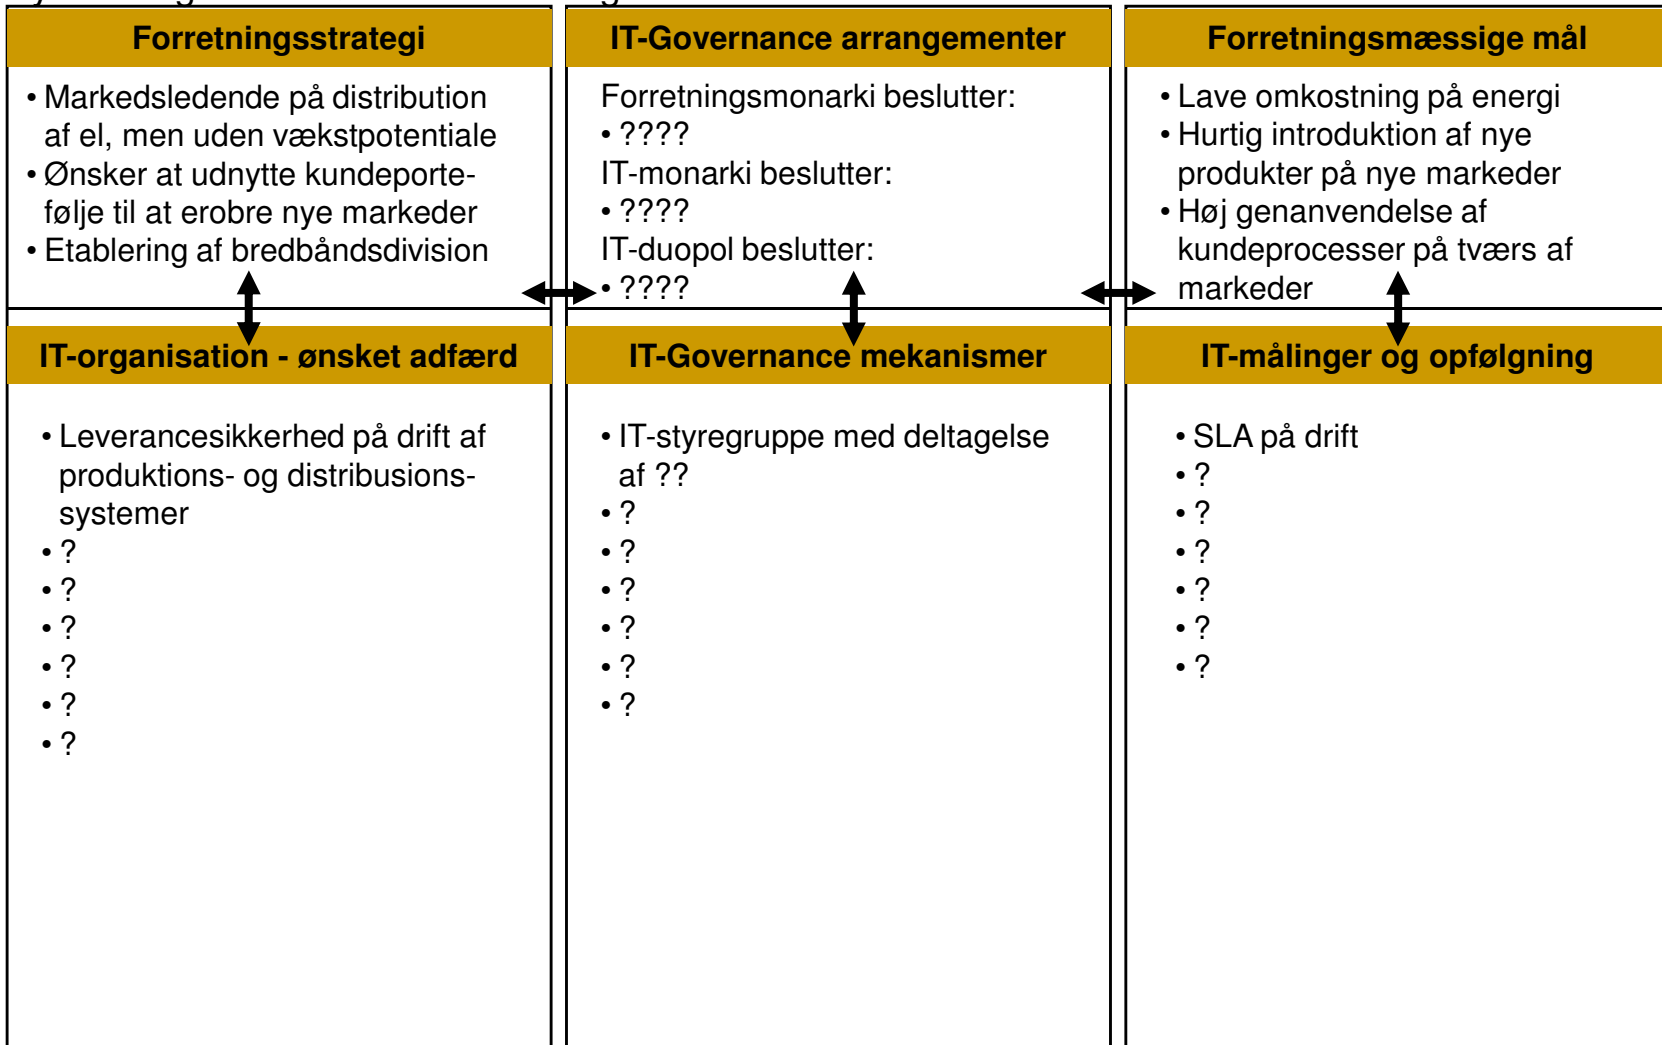 Forretningsstrategi
• Markedsledende på distribution
af el, men uden vækstpotentiale
• Ønsker at udnytte kundeporte-
følje til at erobre nye markeder
• Etablering af bredbåndsdivision
IT-Governance arrangementer
Forretningsmonarki beslutter:
• ????
IT-monarki beslutter:
• ????
IT-duopol beslutter:
• ????
Forretningsmæssige mål
• Lave omkostning på energi
• Hurtig introduktion af nye
produkter på nye markeder
• Høj genanvendelse af
kundeprocesser på tværs af
markeder
IT-organisation - ønsket adfærd
• Leverancesikkerhed på drift af
produktions- og distribusions-
systemer
• ?
• ?
• ?
• ?
• ?
• ?
IT-Governance mekanismer
• IT-styregruppe med deltagelse
af ??
• ?
• ?
• ?
• ?
• ?
• ?
IT-målinger og opfølgning
• SLA på drift
• ?
• ?
• ?
• ?
• ?
• ?